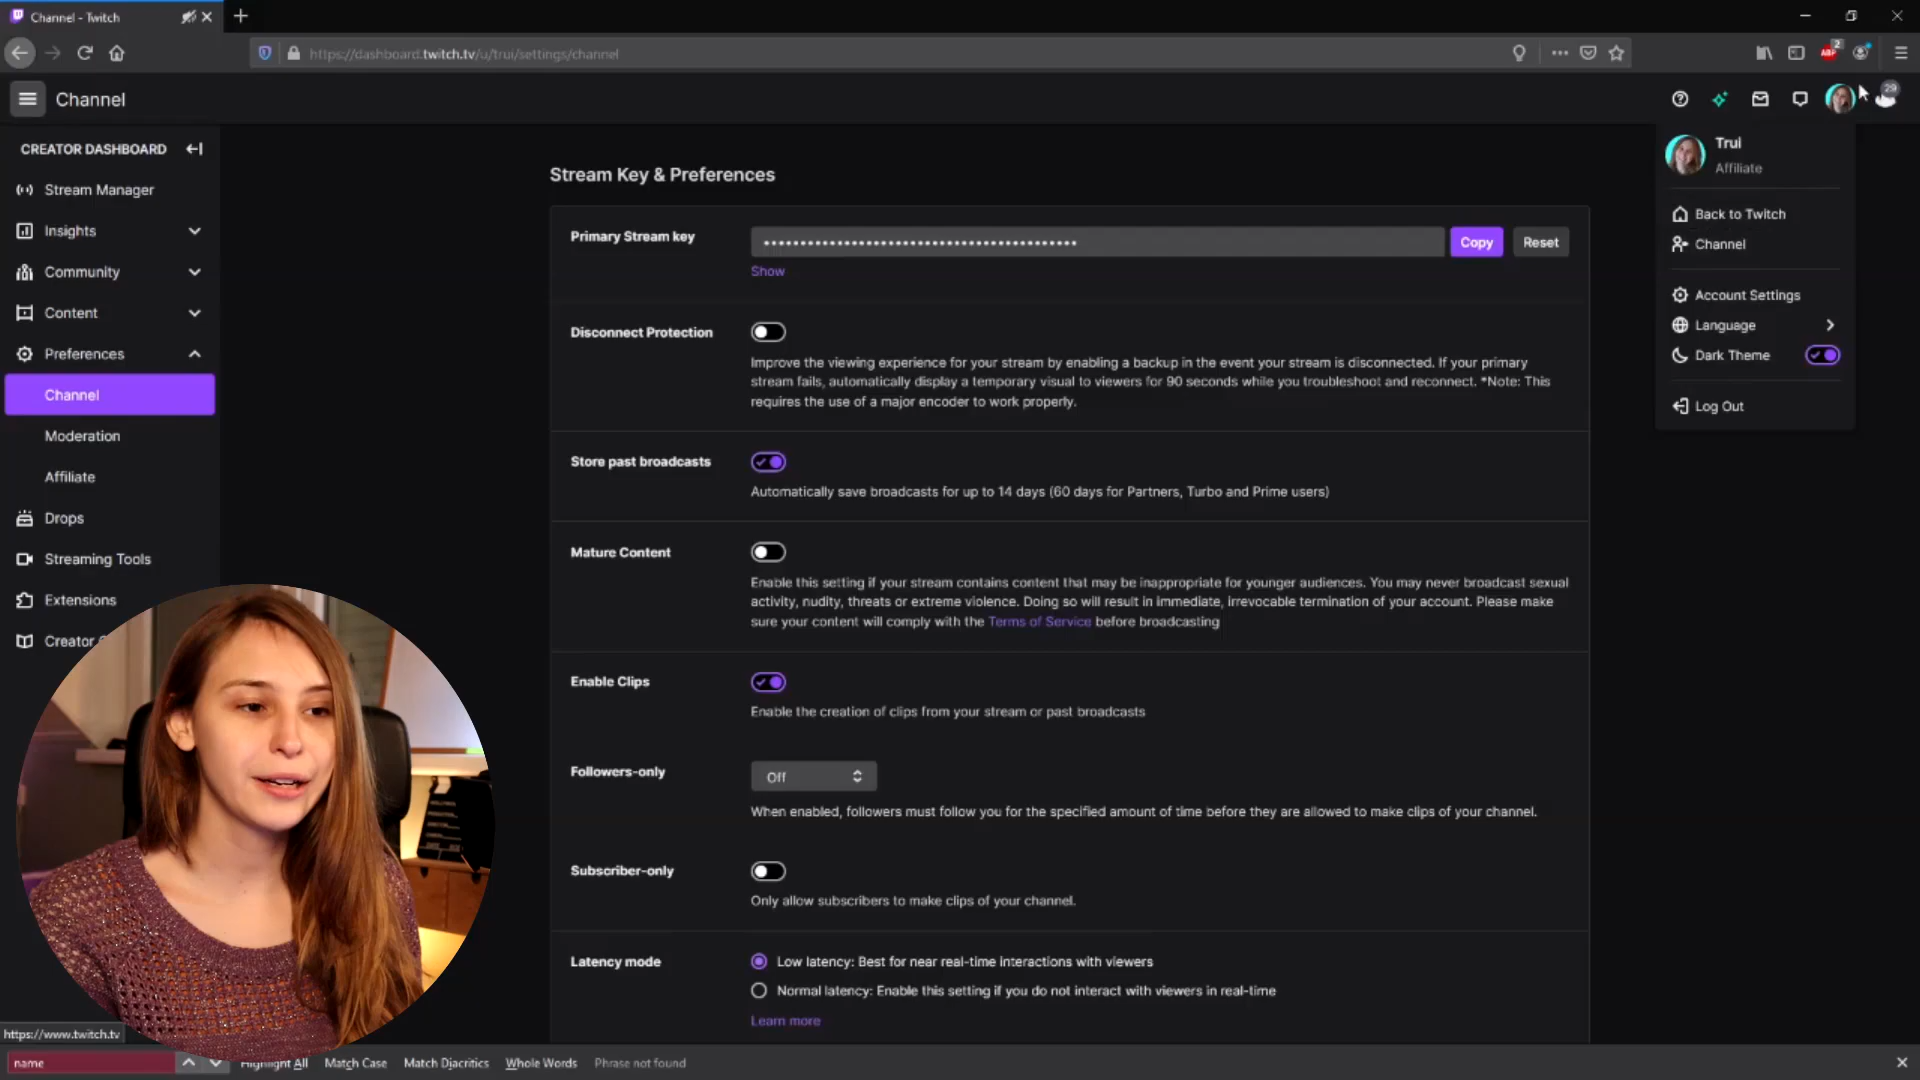 Channel - Twitch
https://dashboard.twitch.tv/u/trui/settings/channel
ABP
2
Channel
29
CREATOR DASHBOARD
Stream Manager
Insights
Community
Content
Preferences
Channel
Moderation
Affiliate
Drops
Streaming Tools
Extensions
Creator
Stream Key & Preferences
Primary Stream key
Copy
Reset
Show
Disconnect Protection
Improve the viewing experience for your stream by enabling a backup in the event your stream is disconnected. If your primary
stream fails, automatically display a temporary visual to viewers for 90 seconds while you troubleshoot and reconnect. *Note: This
requires the use of a major encoder to work properly.
Store past broadcasts
Automatically save broadcasts for up to 14 days (60 days for Partners, Turbo and Prime users)
Mature Content
Enable this setting if your stream contains content that may be inappropriate for younger audiences. You may never broadcast sexual
activity, nudity, threats or extreme violence. Doing so will result in immediate, irrevocable termination of your account. Please make
sure your content will comply with the Terms of Service before broadcasting
Enable Clips
Enable the creation of clips from your stream or past broadcasts
Followers-only
Off
When enabled, followers must follow you for the specified amount of time before they are allowed to make clips of your channel.
Subscriber-only
Only allow subscribers to make clips of your channel.
Latency mode
Low latency: Best for near real-time interactions with viewers
Normal latency: Enable this setting if you do not interact with viewers in real-time
Learn more
Trui
Affiliate
Back to Twitch
Channel
Account Settings
Language
Dark Theme
Log Out
https://www.twitch.tv
name
Highlight All
Match Case
Match Diacritics
Whole Words
Phrase not found